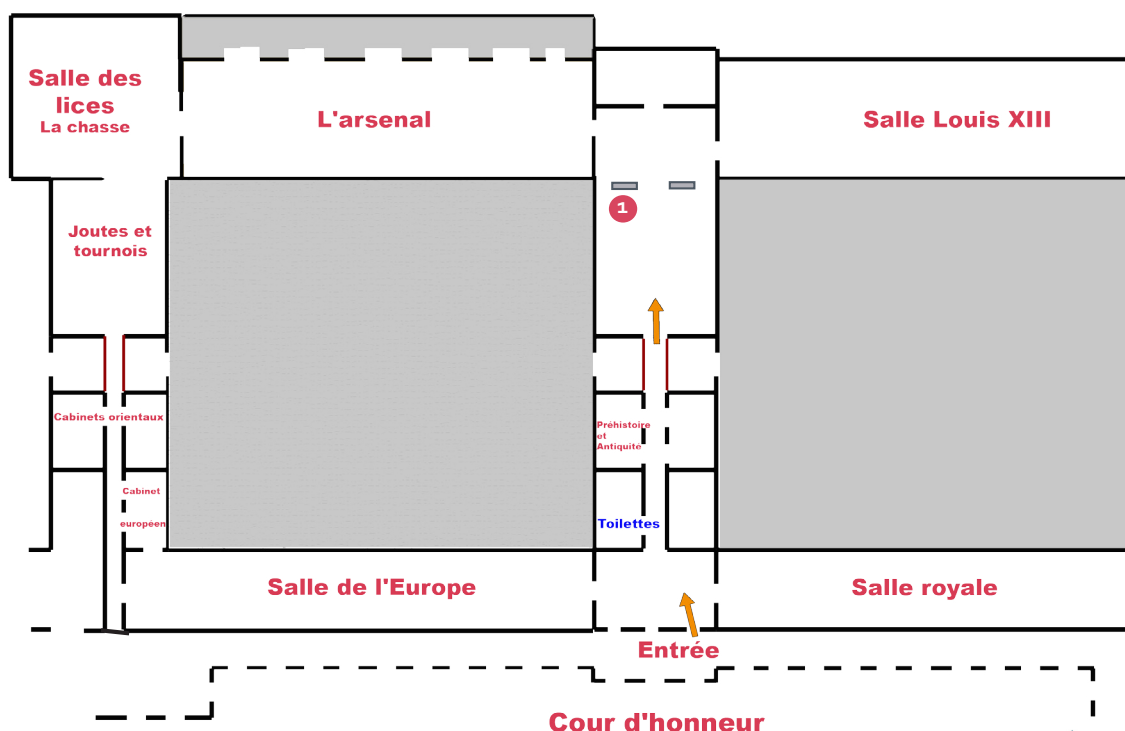 Salle des
lices
La chasse
L'arsenal
Salle Louis XIII
1
Joutes et
tournois
Cabinets orientaux
Préhistoire
et
Antiquite
Cabinet
européen
Toilettes
Salle de l'Europe
Salle royale
Entrée
Cour d'honneur